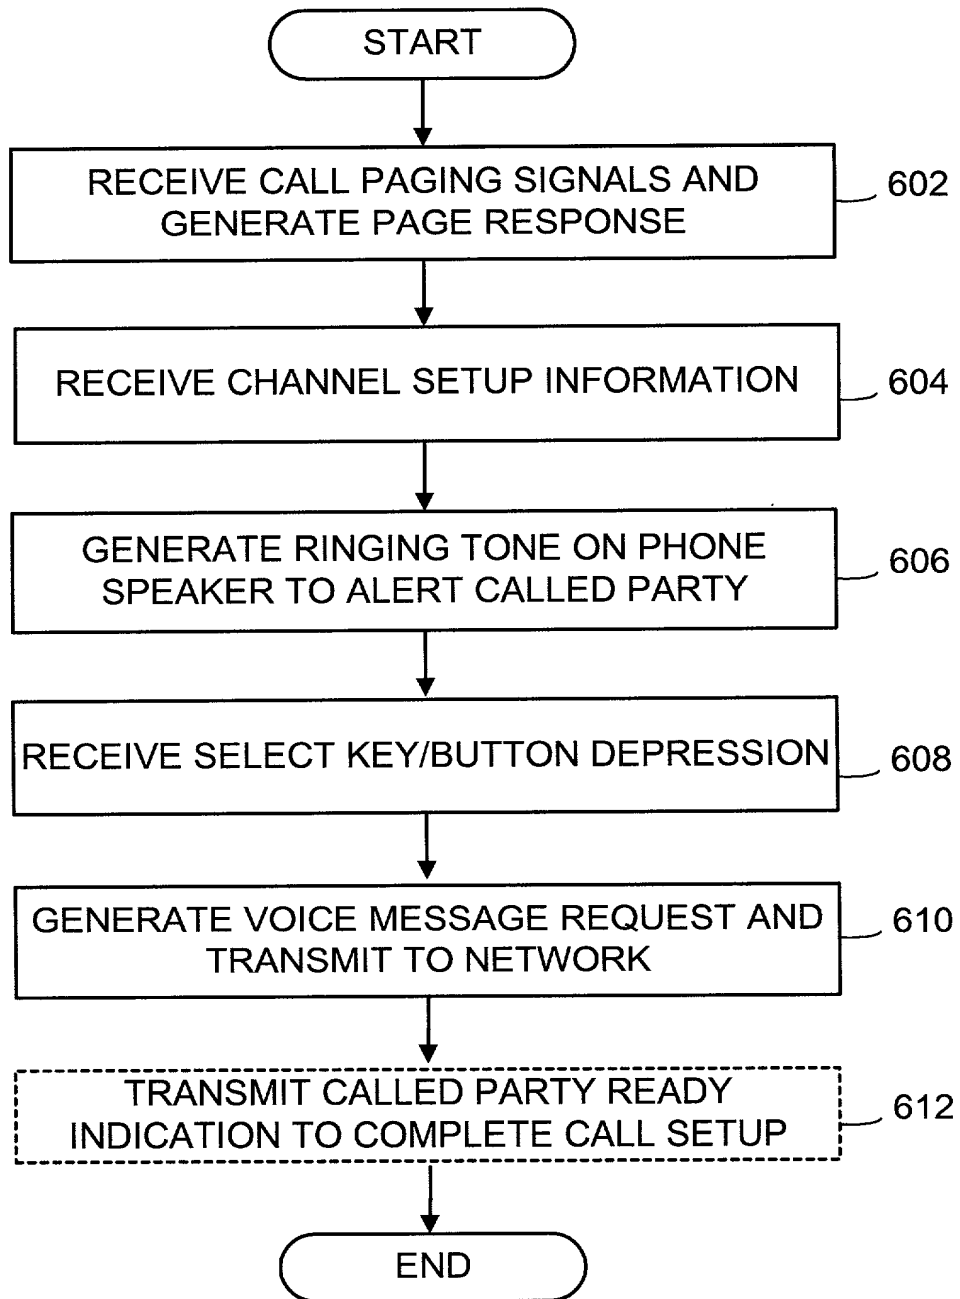 START
RECEIVE CALL PAGING SIGNALS AND
GENERATE PAGE RESPONSE
602
RECEIVE CHANNEL SETUP INFORMATION
604
GENERATE RINGING TONE ON PHONE
SPEAKER TO ALERT CALLED PARTY
606
RECEIVE SELECT KEY/BUTTON DEPRESSION
608
GENERATE VOICE MESSAGE REQUEST AND
TRANSMIT TO NETWORK
610
TRANSMIT CALLED PARTY READY
INDICATION TO COMPLETE CALL SETUP
612
END